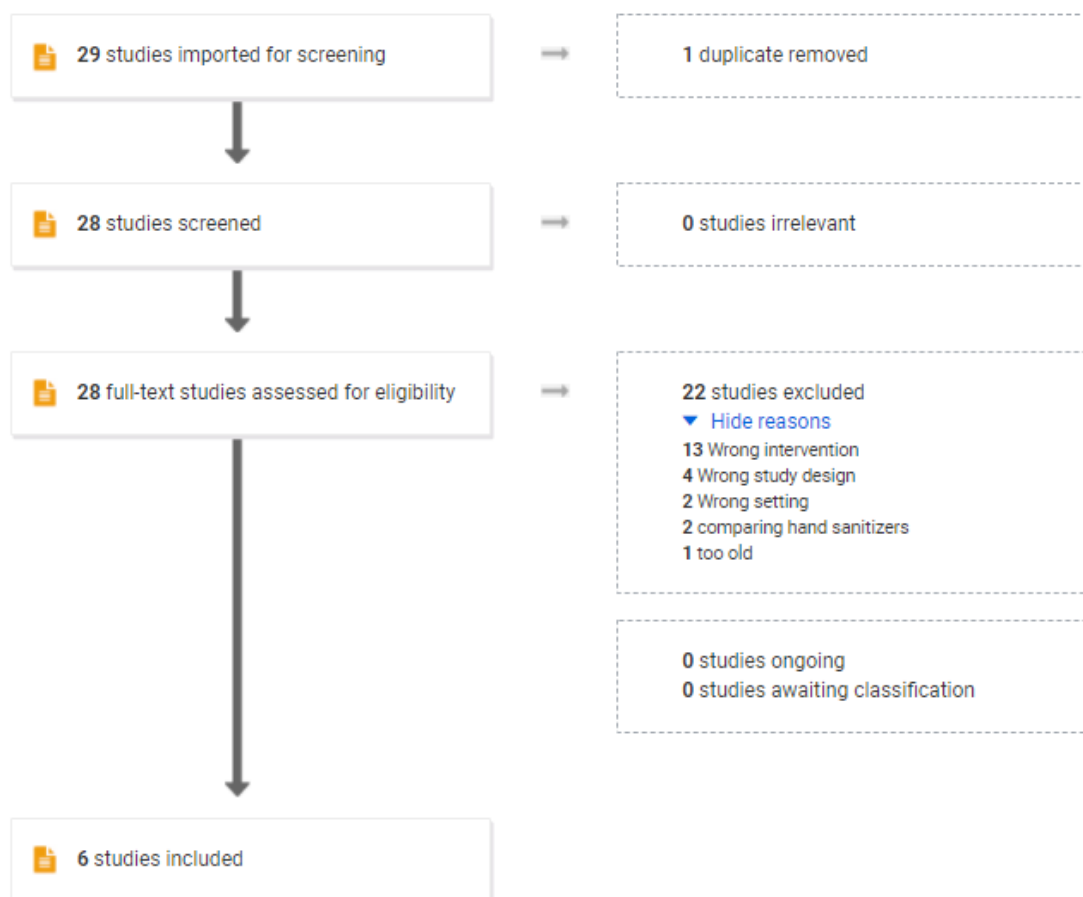 29 studies imported for screening
1 duplicate removed
28 studies screened
0 studies irrelevant
28 full-text studies assessed for eligibility
22 studies excluded
Hide reasons
13 Wrong intervention
4 Wrong study design
2 Wrong setting
2 comparing hand sanitizers
1 too old
0 studies ongoing
0 studies awaiting classification
6 studies included